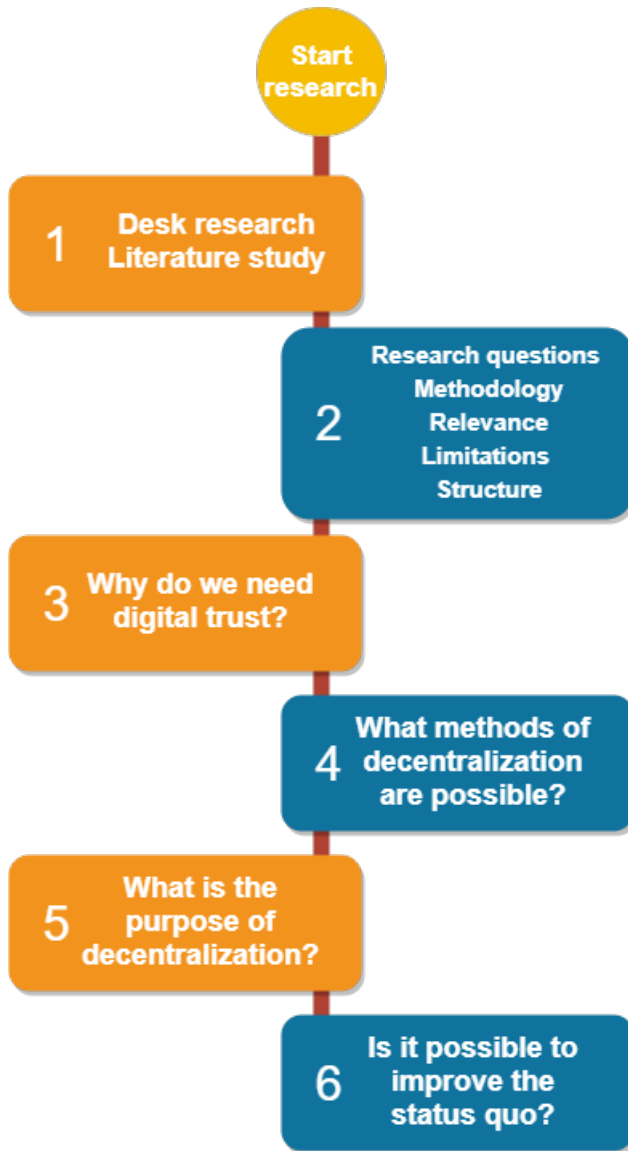 Start
research
1
Desk research
Literature study
2
Research questions
Methodology
Relevance
Limitations
Structure
3
Why do we need
digital trust?
4
What methods of
decentralization
are possible?
5
What is the
purpose of
decentralization?
6
Is it possible to
improve the
status quo?